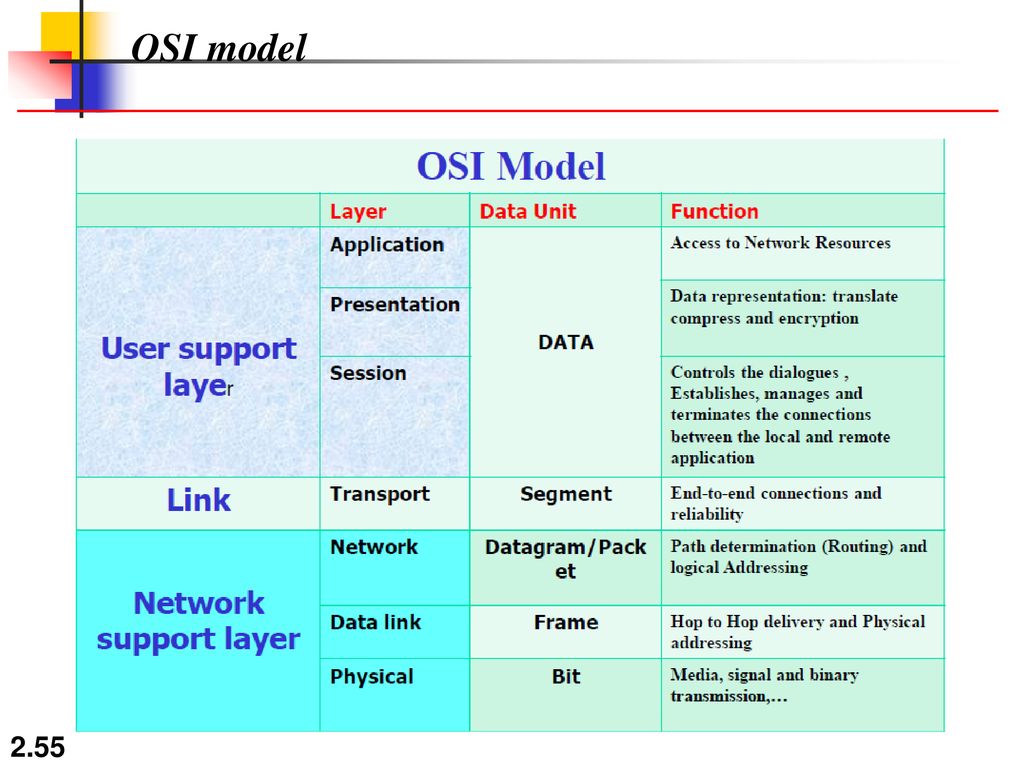 OSI model
OSI Model
Layer Data Unit Function
User support
layer
Application
DATA
Access to Network Resources
Presentation
Data representation: translate
compress and encryption
Session
Controls the dialogues ,
Establishes, manages and
terminates the connections
between the local and remote
application
Link
Transport
Segment
End-to-end connections and
reliability
Network
support layer
Network
Datagram/Pack
et
Path determination (Routing) and
logical Addressing
Data link
Frame
Hop to Hop delivery and Physical
addressing
Physical
Bit
Media, signal and binary
transmission,…
2.55